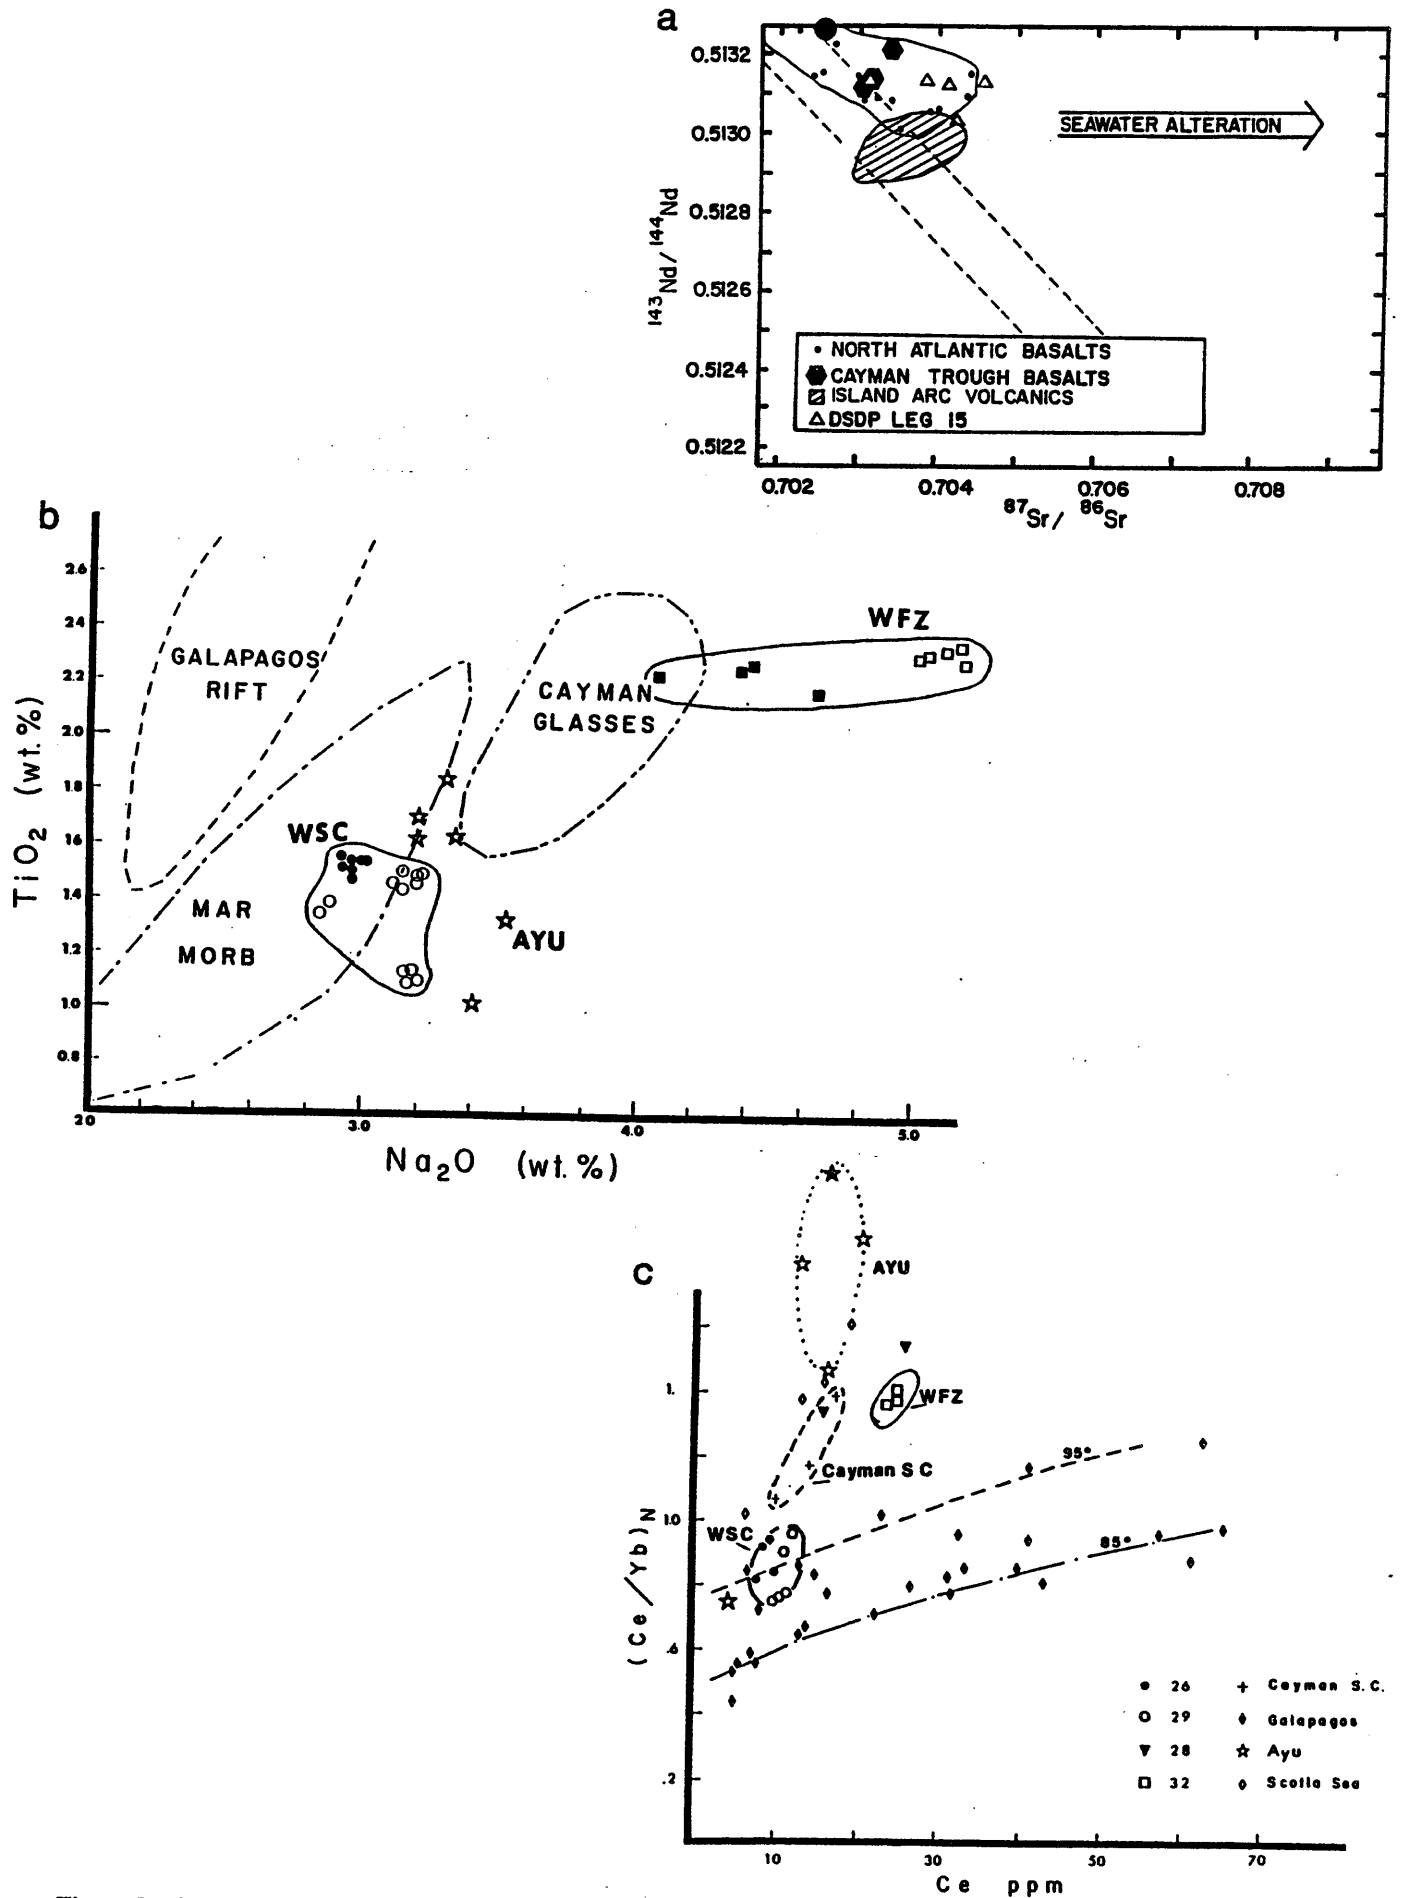 a
0.5132
0.5130
0.5128
0.5126
0.5124
0.5122
143Nd/ 144Nd
SEAWATER ALTERATION
• NORTH ATLANTIC BASALTS
CAYMAN TROUGH BASALTS
ISLAND ARC VOLCANICS
△ DSDP LEG 15
0.702 0.704 0.706 0.708
87Sr/ 86Sr
b
2.6
2.4
2.2
2.0
1.8
1.6
1.4
1.2
1.0
0.8
TiO2 (wt.%)
GALAPAGOS
RIFT
CAYMAN
GLASSES
WFZ
WSC
MAR
MORB
AYU
2.0 3.0 4.0 5.0
Na2O (wt.%)
c
AYU
WFZ
Cayman S C
WSC
95°
85°
1.
1.0
.6
.2
(Ce/Yb)N
• 26 + Cayman S.C.
○ 29 ♦ Galapagos
▼ 28 ☆ Ayu
□ 32 ◊ Scotia Sea
10 30 50 70
Ce ppm